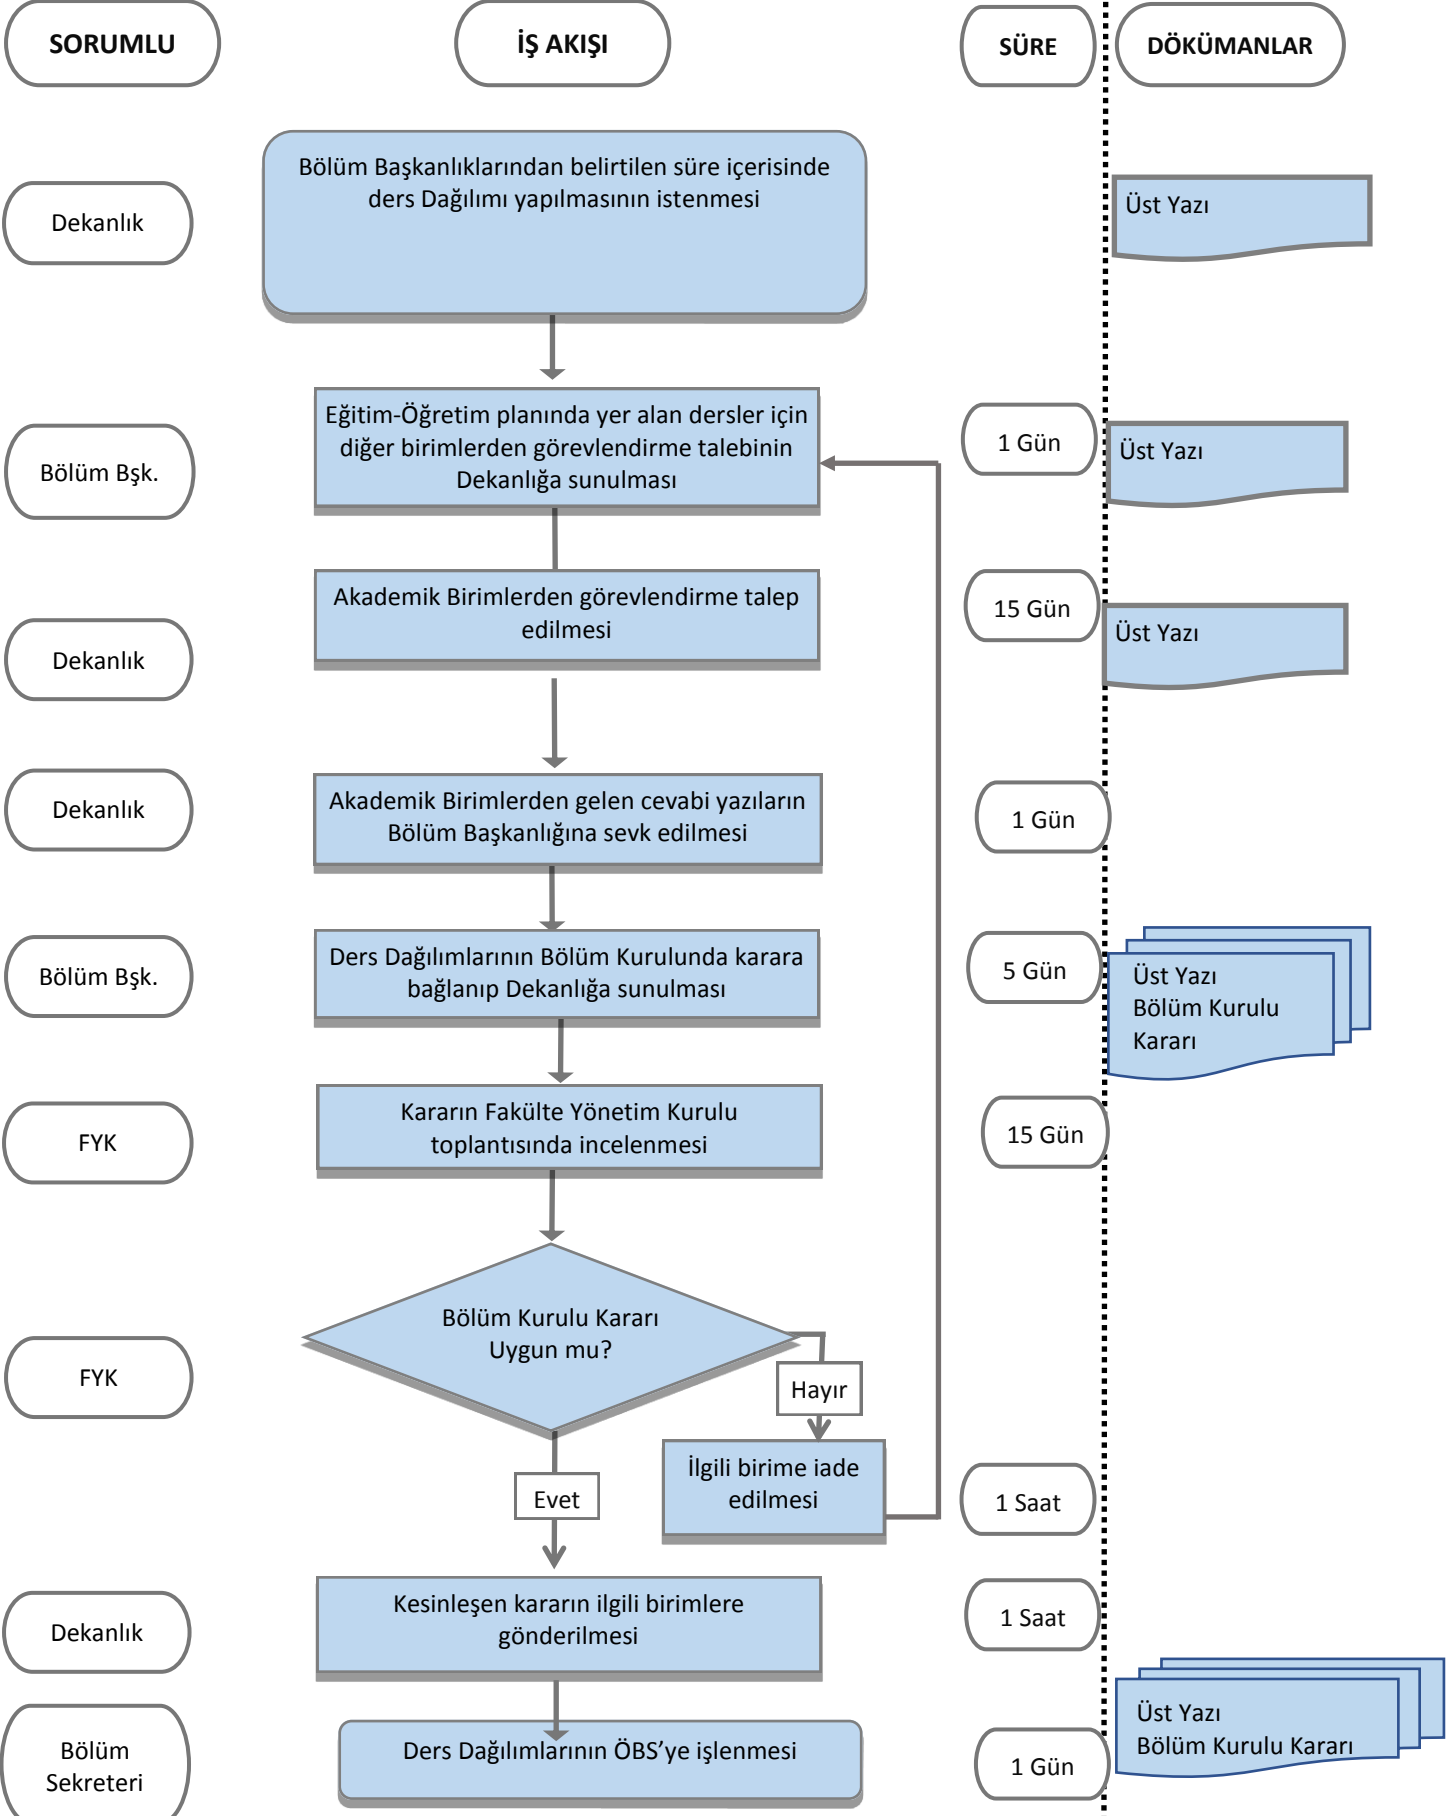 SORUMLU
İŞ AKIŞI
SÜRE
DÖKÜMANLAR
Bölüm Başkanlıklarından belirtilen süre içerisinde
ders Dağılımı yapılmasının istenmesi
Dekanlık
Üst Yazı
Bölüm Bşk.
Eğitim-Öğretim planında yer alan dersler için
diğer birimlerden görevlendirme talebinin
Dekanlığa sunulması
1 Gün
Üst Yazı
Dekanlık
Akademik Birimlerden görevlendirme talep
edilmesi
15 Gün
Üst Yazı
Dekanlık
Akademik Birimlerden gelen cevabi yazıların
Bölüm Başkanlığına sevk edilmesi
1 Gün
Bölüm Bşk.
Ders Dağılımlarının Bölüm Kurulunda karara
bağlanıp Dekanlığa sunulması
5 Gün
Üst Yazı
Bölüm Kurulu
Kararı
FYK
Kararın Fakülte Yönetim Kurulu
toplantısında incelenmesi
15 Gün
FYK
Bölüm Kurulu Kararı
Uygun mu?
Hayır
İlgili birime iade
edilmesi
1 Saat
Evet
Dekanlık
Kesinleşen kararın ilgili birimlere
gönderilmesi
1 Saat
Bölüm
Sekreteri
Ders Dağılımlarının ÖBS’ye işlenmesi
1 Gün
Üst Yazı
Bölüm Kurulu Kararı